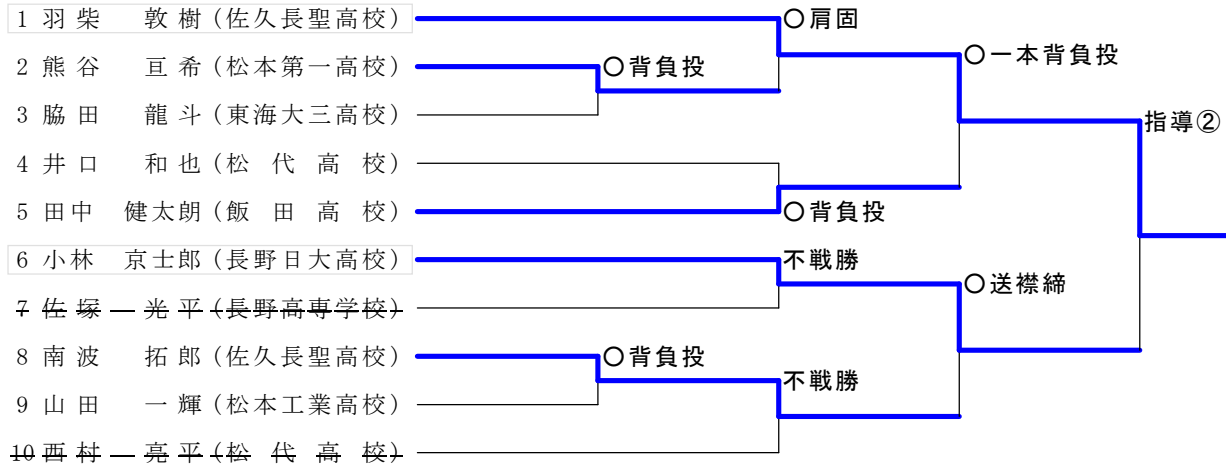 1 羽柴 敦樹(佐久長聖高校)
○肩固
2 熊谷 亘希(松本第一高校)
○背負投
○一本背負投
3 脇田 龍斗(東海大三高校)
指導②
4 井口 和也(松代高校)
5 田中 健太朗(飯田高校)
○背負投
6 小林 京士郎(長野日大高校)
不戦勝
○送襟締
7 佐塚 光平(長野高専学校)
8 南波 拓郎(佐久長聖高校)
○背負投
不戦勝
9 山田 一輝(松本工業高校)
10 西村 亮平(松代高校)